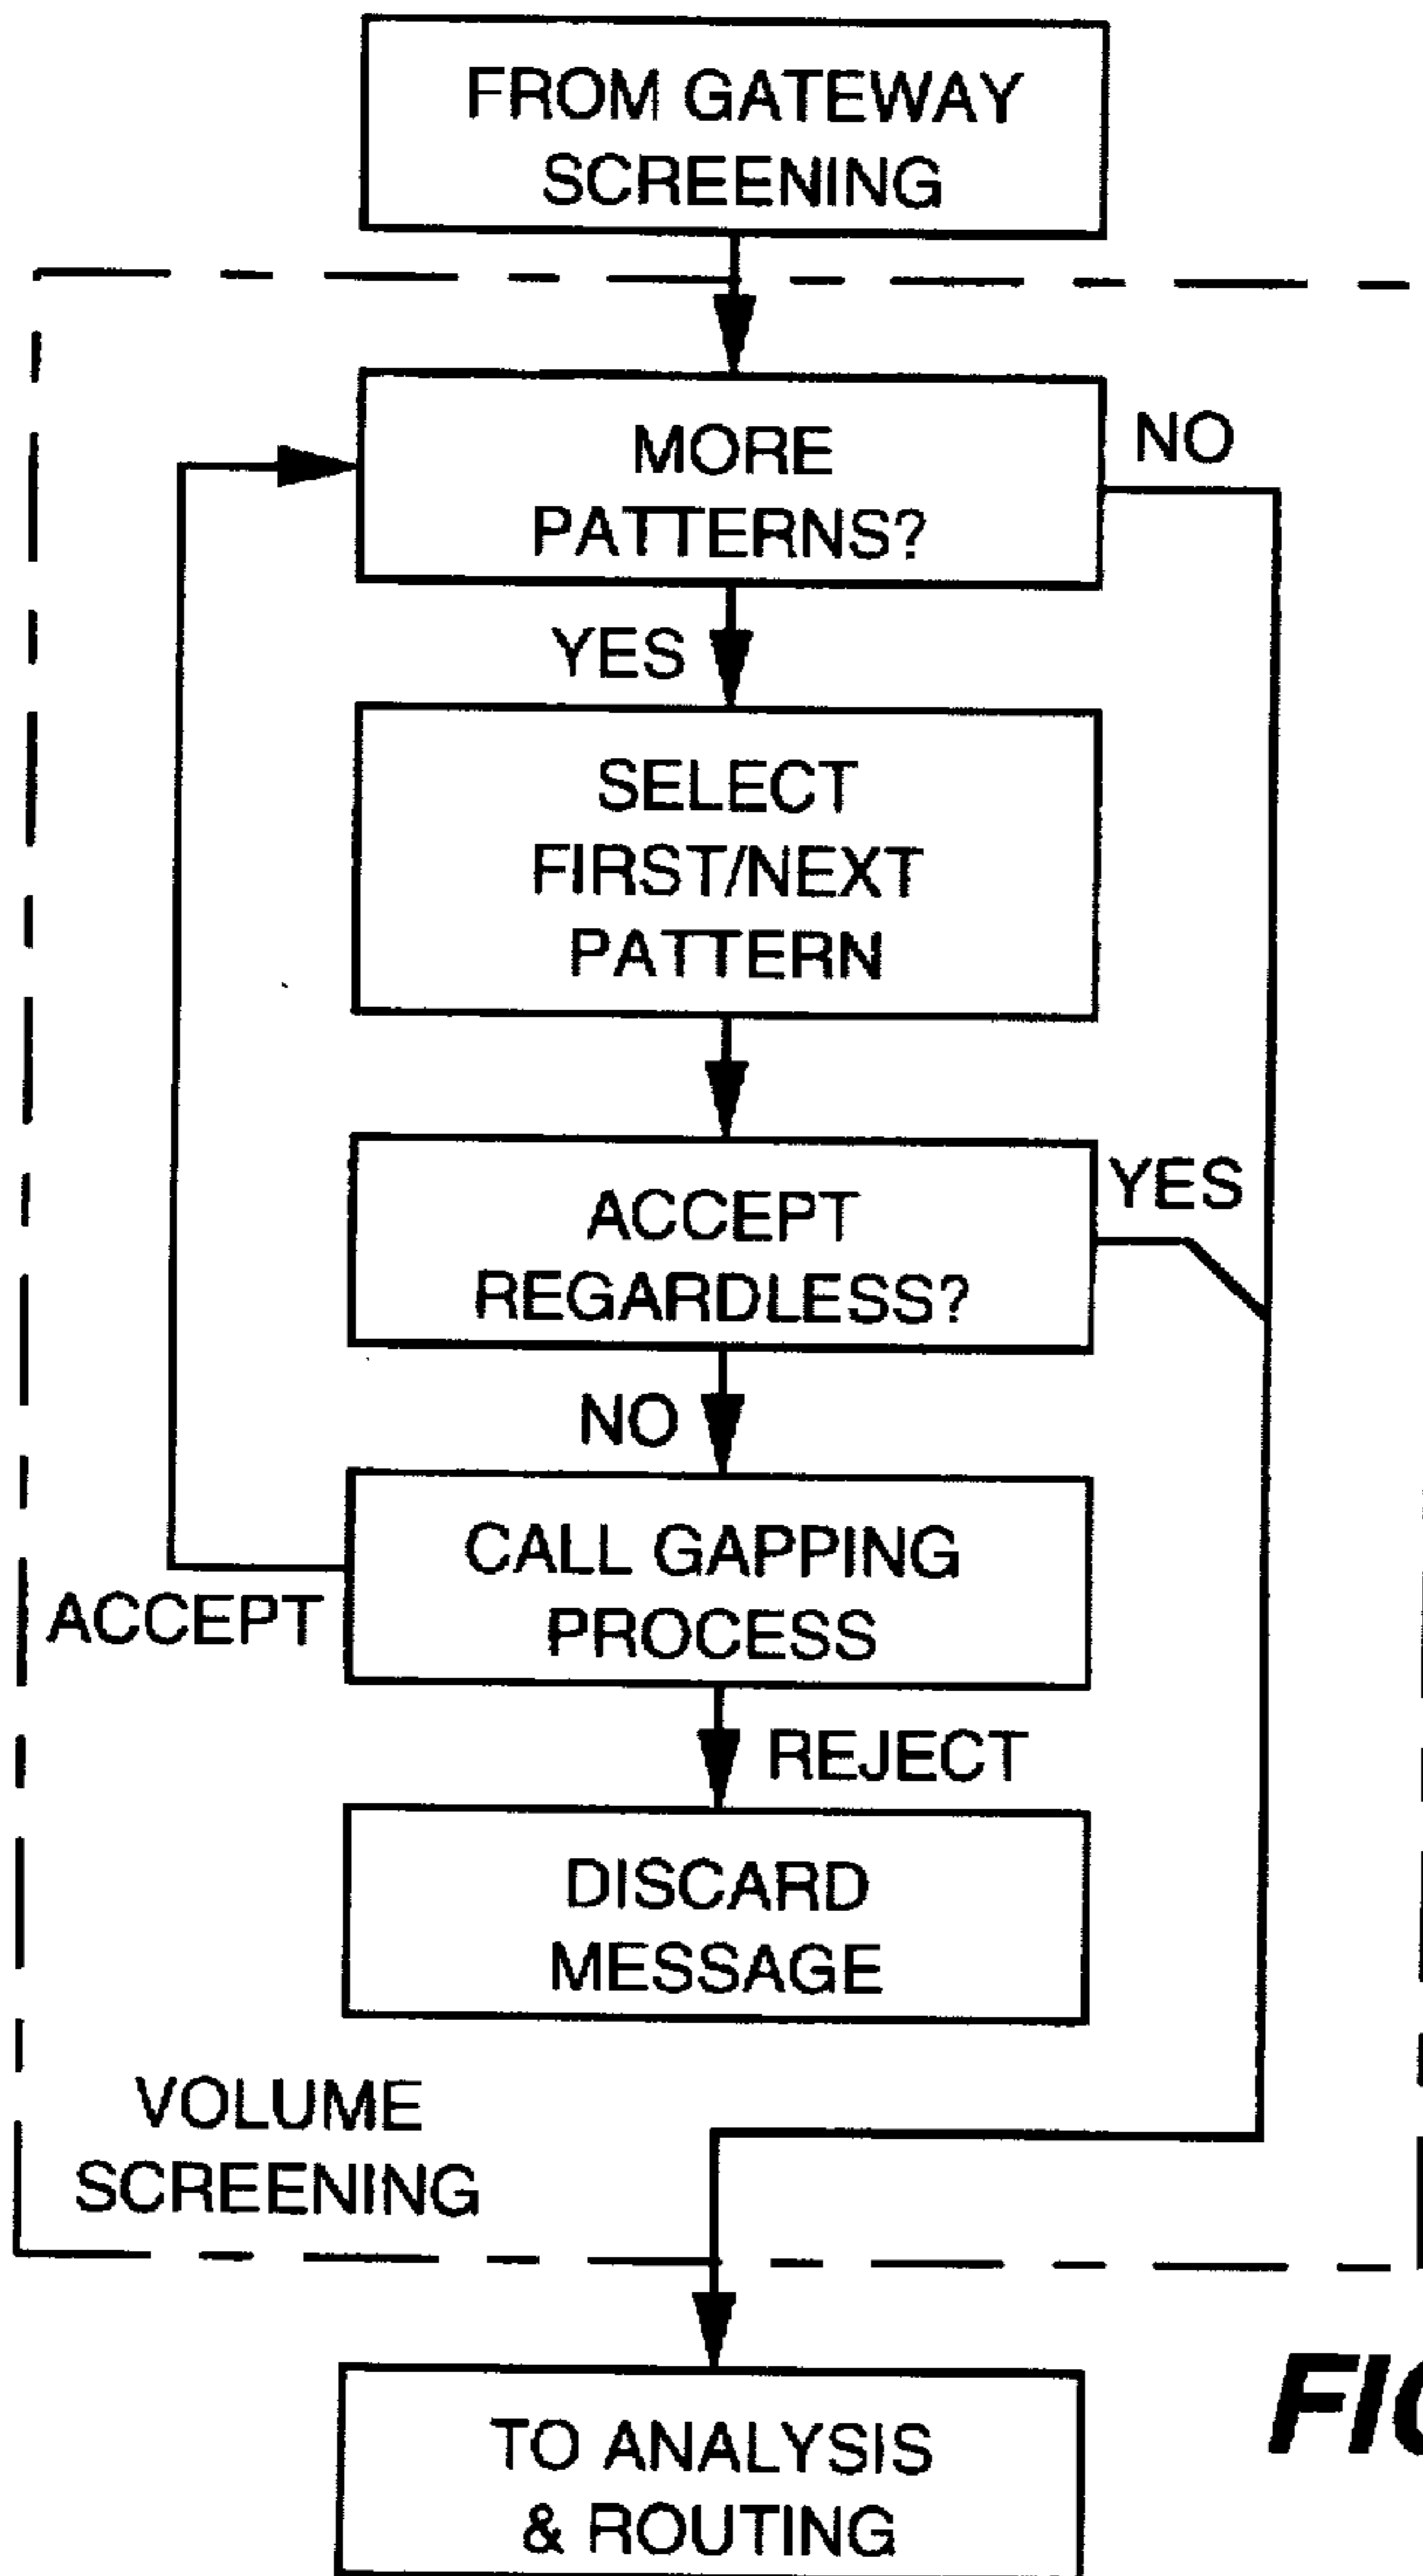 FROM GATEWAY
SCREENING
MORE
PATTERNS?
NO
YES
SELECT
FIRST/NEXT
PATTERN
ACCEPT
REGARDLESS?
YES
NO
CALL GAPPING
PROCESS
ACCEPT
REJECT
DISCARD
MESSAGE
VOLUME
SCREENING
TO ANALYSIS
& ROUTING